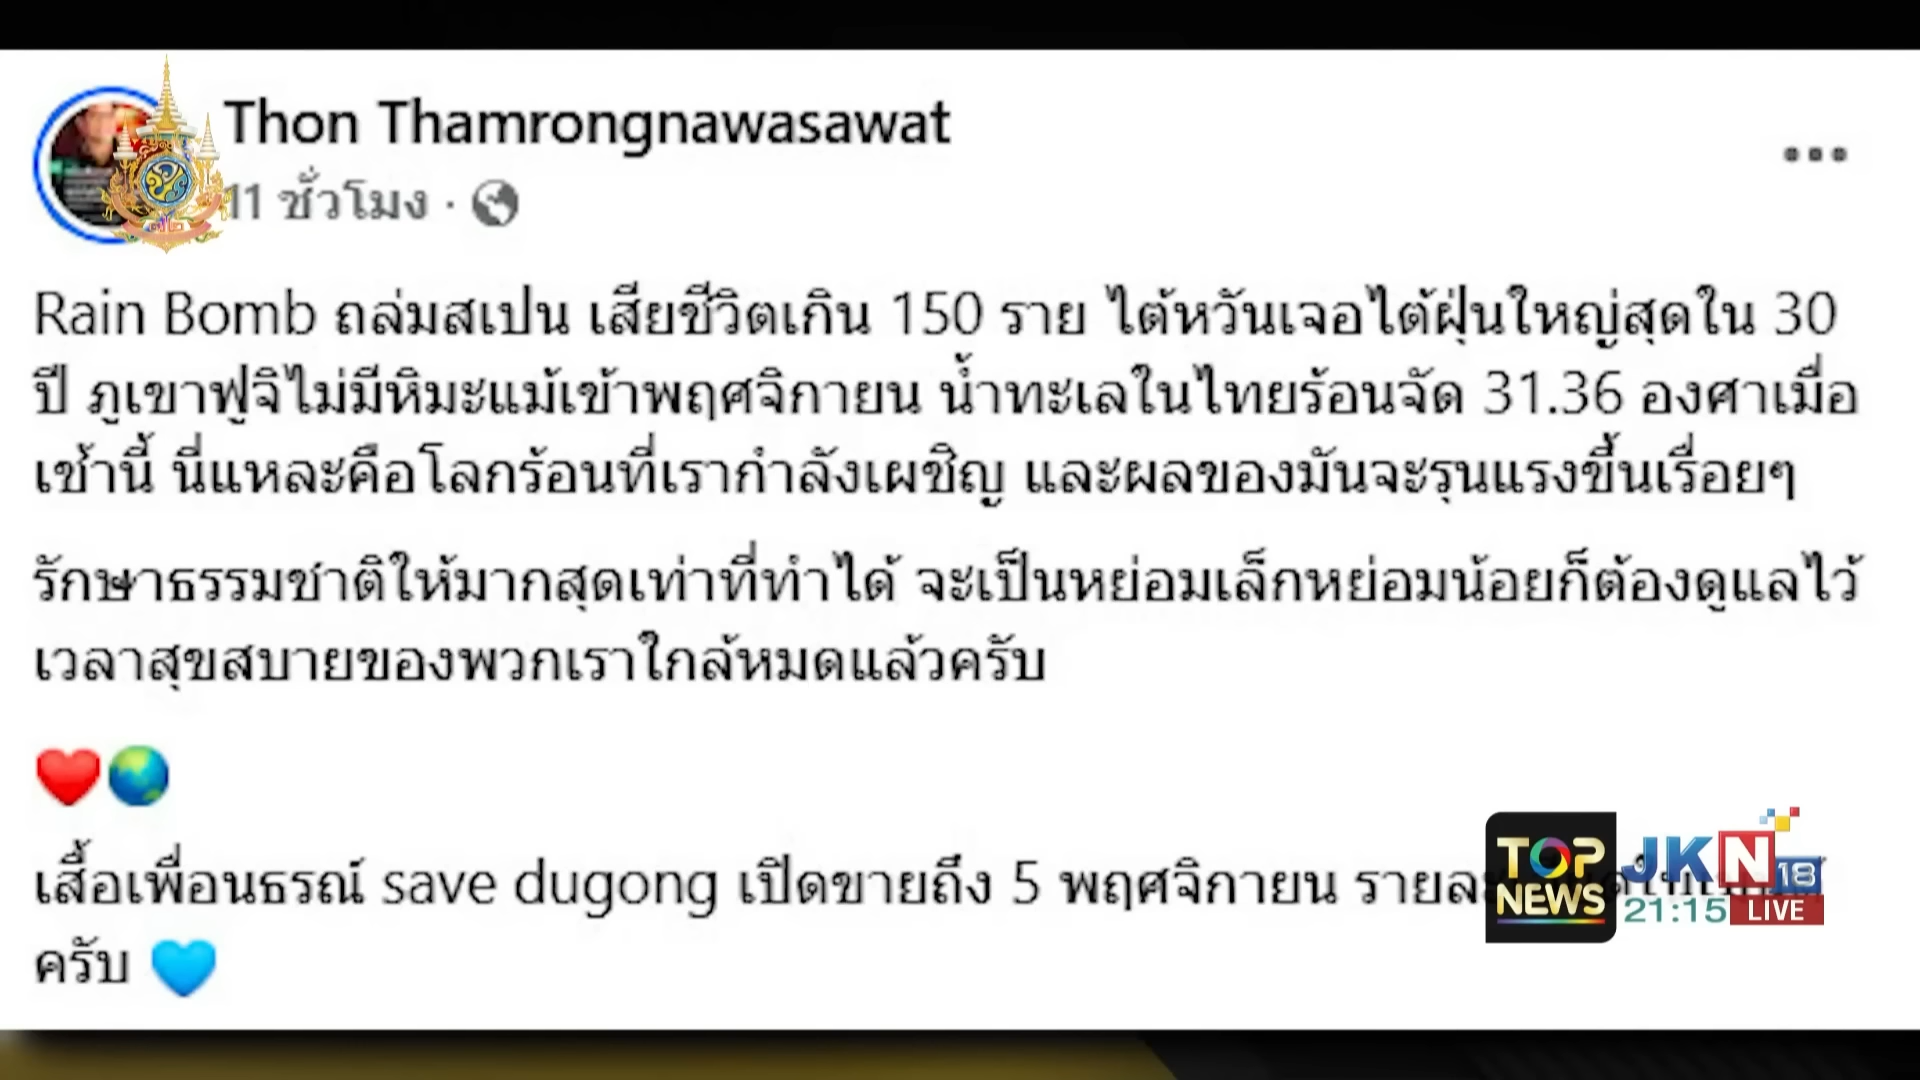 Thon Thamrongnawasawat
11 ชั่วโมง ·
Rain Bomb ถล่มสเปน เสียชีวิตเกิน 150 ราย ไต้หวันเจอไต้ฝุ่นใหญ่สุดใน 30
ปี ภูเขาฟูจิไม่มีหิมะแม้เข้าพฤศจิกายน น้ำทะเลในไทยร้อนจัด 31.36 องศาเมื่อ
เช้านี้ นี่แหละคือโลกร้อนที่เรากำลังเผชิญ และผลของมันจะรุนแรงขึ้นเรื่อยๆ
รักษาธรรมชาติให้มากสุดเท่าที่ทำได้ จะเป็นหย่อมเล็กหย่อมน้อยก็ต้องดูแลไว้
เวลาสุขสบายของพวกเราใกล้หมดแล้วครับ
เสื้อเพื่อนธรณ์ save dugong เปิดขายถึง 5 พฤศจิกายน
ครับ
TOP NEWS
JKN 18
21:15 LIVE